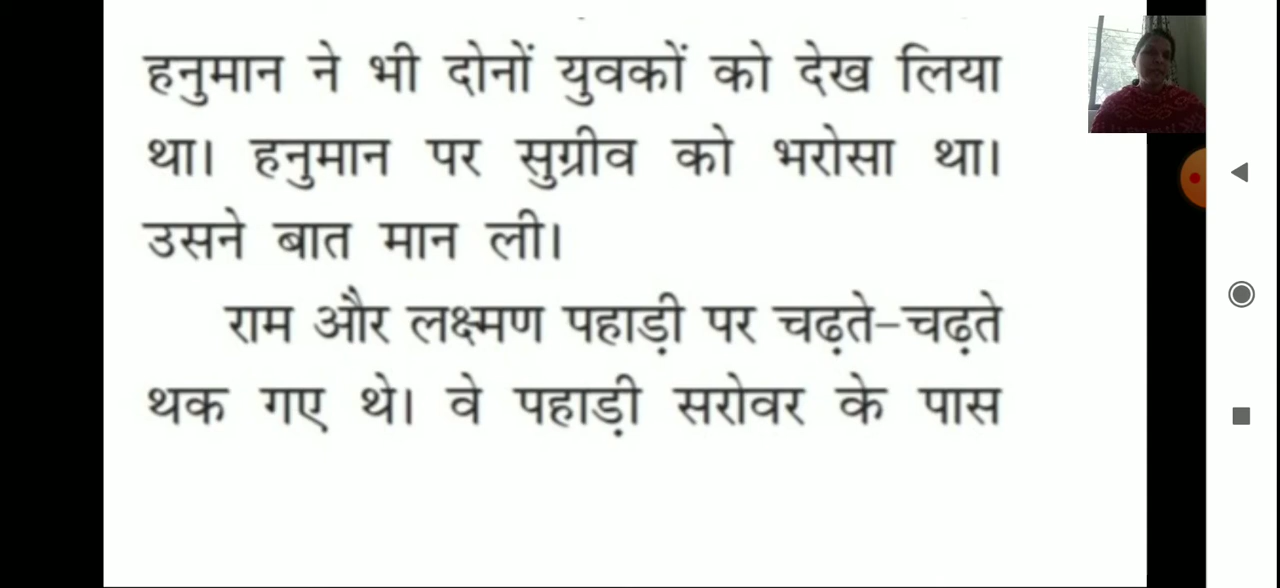 हनुमान ने भी दोनों युवकों को देख लिया
था। हनुमान पर सुग्रीव को भरोसा था।
उसने बात मान ली।
राम और लक्ष्मण पहाड़ी पर चढ़ते-चढ़ते
थक गए थे। वे पहाड़ी सरोवर के पास